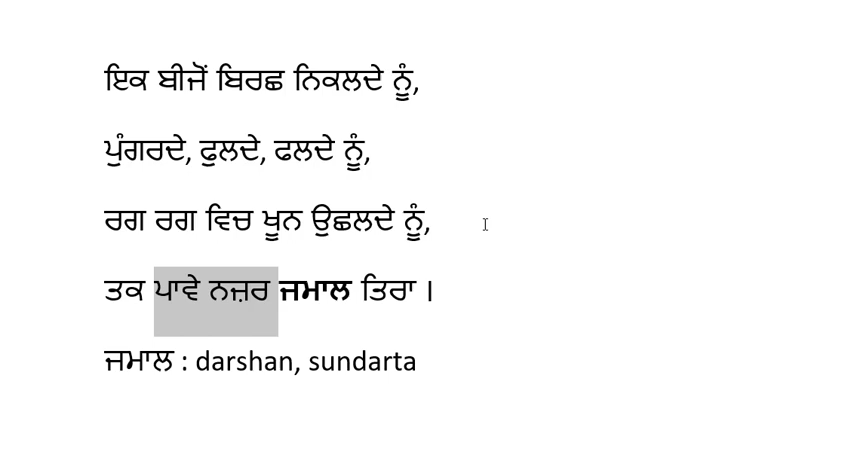 ਇਕ ਬੀਜੋਂ ਬਿਰਛ ਨਿਕਲਦੇ ਨੂੰ,
ਪੁੰਗਰਦੇ, ਫੁਲਦੇ, ਫਲਦੇ ਨੂੰ,
ਰਗ ਰਗ ਵਿਚ ਖੂਨ ਉਛਲਦੇ ਨੂੰ,
ਤਕ ਪਾਵੇ ਨਜ਼ਰ ਜਮਾਲ ਤਿਰਾ ।
ਜਮਾਲ : darshan, sundarta